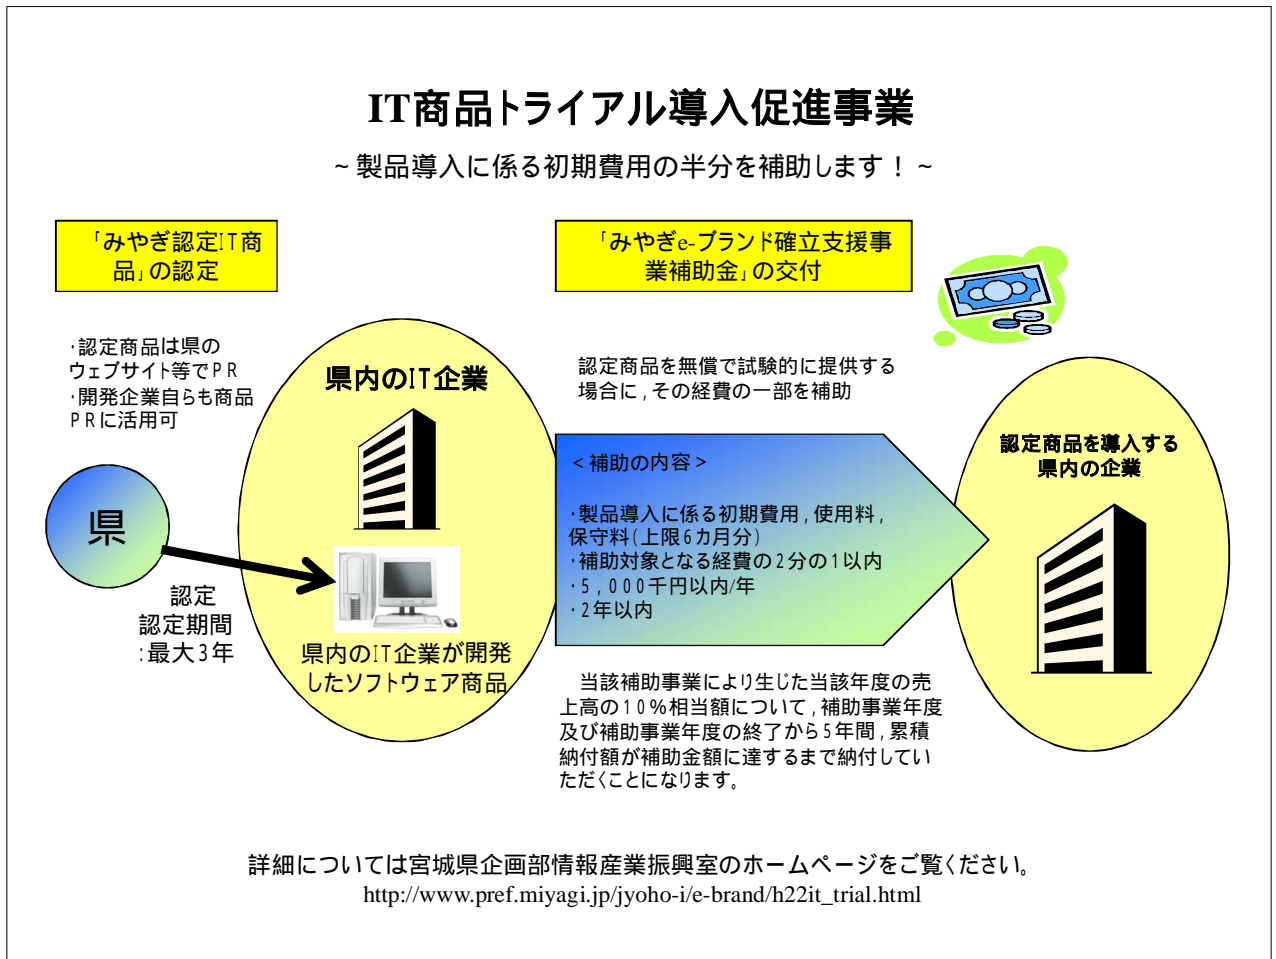 IT商品トライアル導入促進事業
~製品導入に係る初期費用の半分を補助します!~
「みやぎ認定IT商
品」の認定
「みやぎe-ブランド確立支援事
業補助金」の交付
・認定商品は県の
ウェブサイト等でPR
・開発企業自らも商品
PRに活用可
県内のIT企業
認定商品を無償で試験的に提供する
場合に,その経費の一部を補助
県
認定
認定期間
:最大3年
県内のIT企業が開発
したソフトウェア商品
<補助の内容>
・製品導入に係る初期費用,使用料,
保守料(上限6カ月分)
・補助対象となる経費の2分の1以内
・5,000千円以内/年
・2年以内
認定商品を導入する
県内の企業
当該補助事業により生じた当該年度の売
上高の10%相当額について,補助事業年度
及び補助事業年度の終了から5年間,累積
納付額が補助金額に達するまで納付してい
ただくことになります。
詳細については宮城県企画部情報産業振興室のホームページをご覧ください。
http://www.pref.miyagi.jp/jyoho-i/e-brand/h22it_trial.html